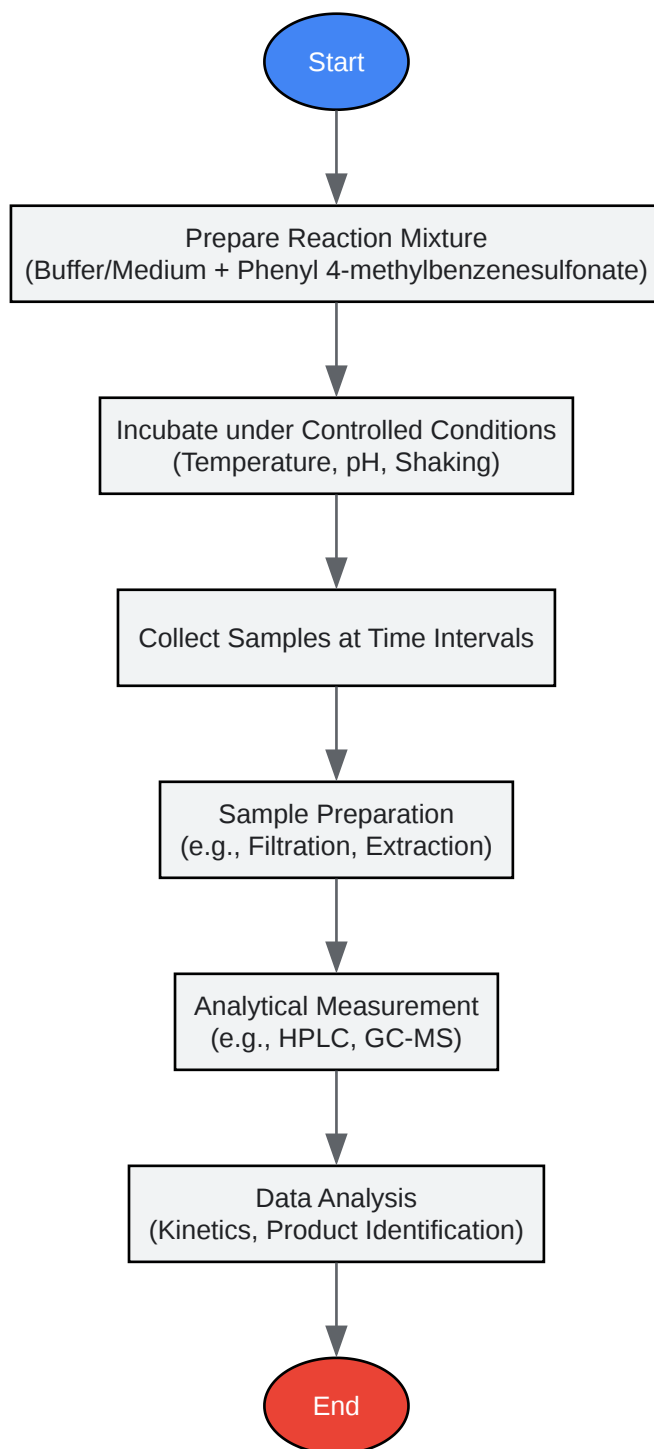 Start
Prepare Reaction Mixture
(Buffer/Medium + Phenyl 4-methylbenzenesulfonate)
Incubate under Controlled Conditions
(Temperature, pH, Shaking)
Collect Samples at Time Intervals
Sample Preparation
(e.g., Filtration, Extraction)
Analytical Measurement
(e.g., HPLC, GC-MS)
Data Analysis
(Kinetics, Product Identification)
End